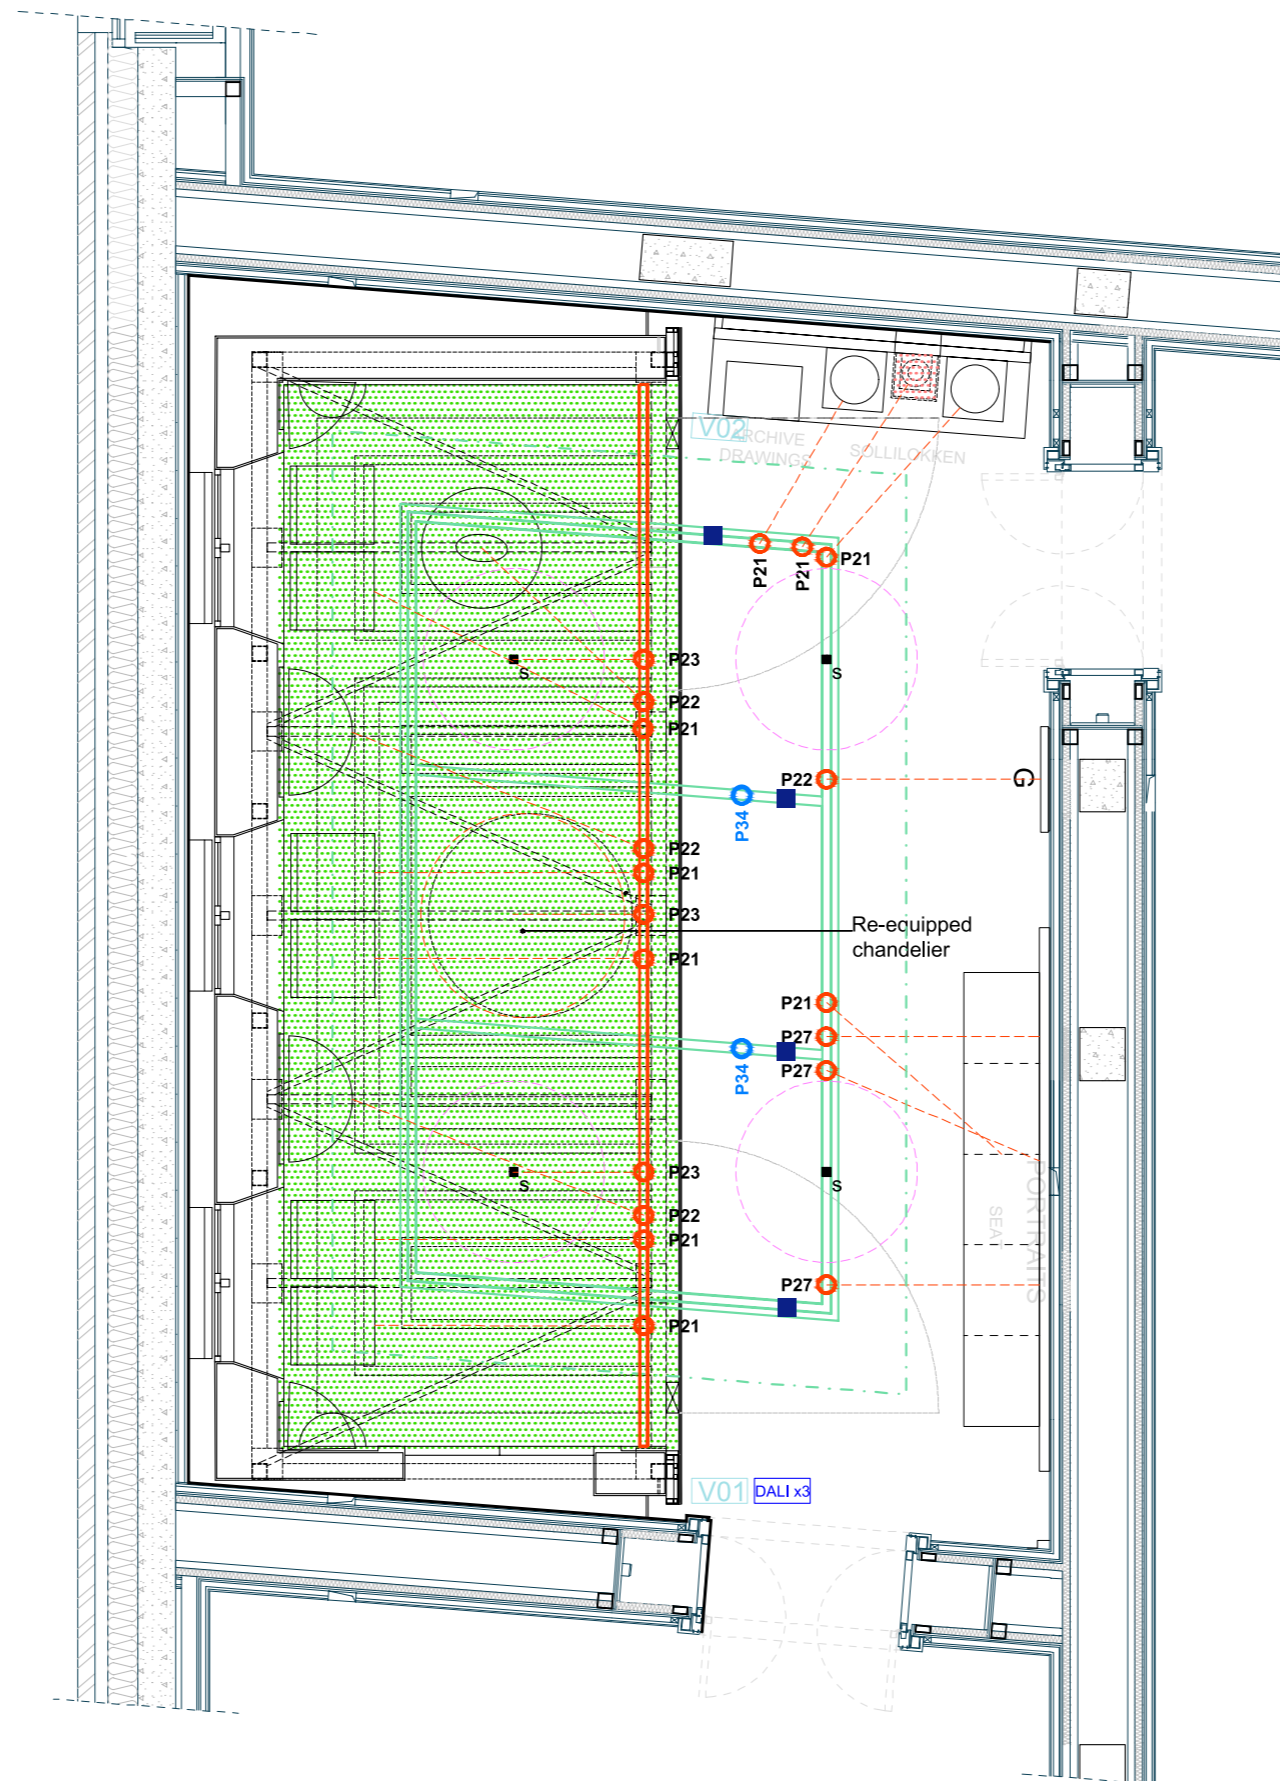 V02
ARCHIVE
DRAWINGS
SOLLILOKKEN
P21
P21
P21
P23
S
S
P22
P21
P22
G
P34
P22
P21
P23
Re-equipped
chandelier
P21
P21
P27
P34
P27
P23
S
S
PORTRAITS
SEAT
P22
P21
P27
P21
V01
DALI x3